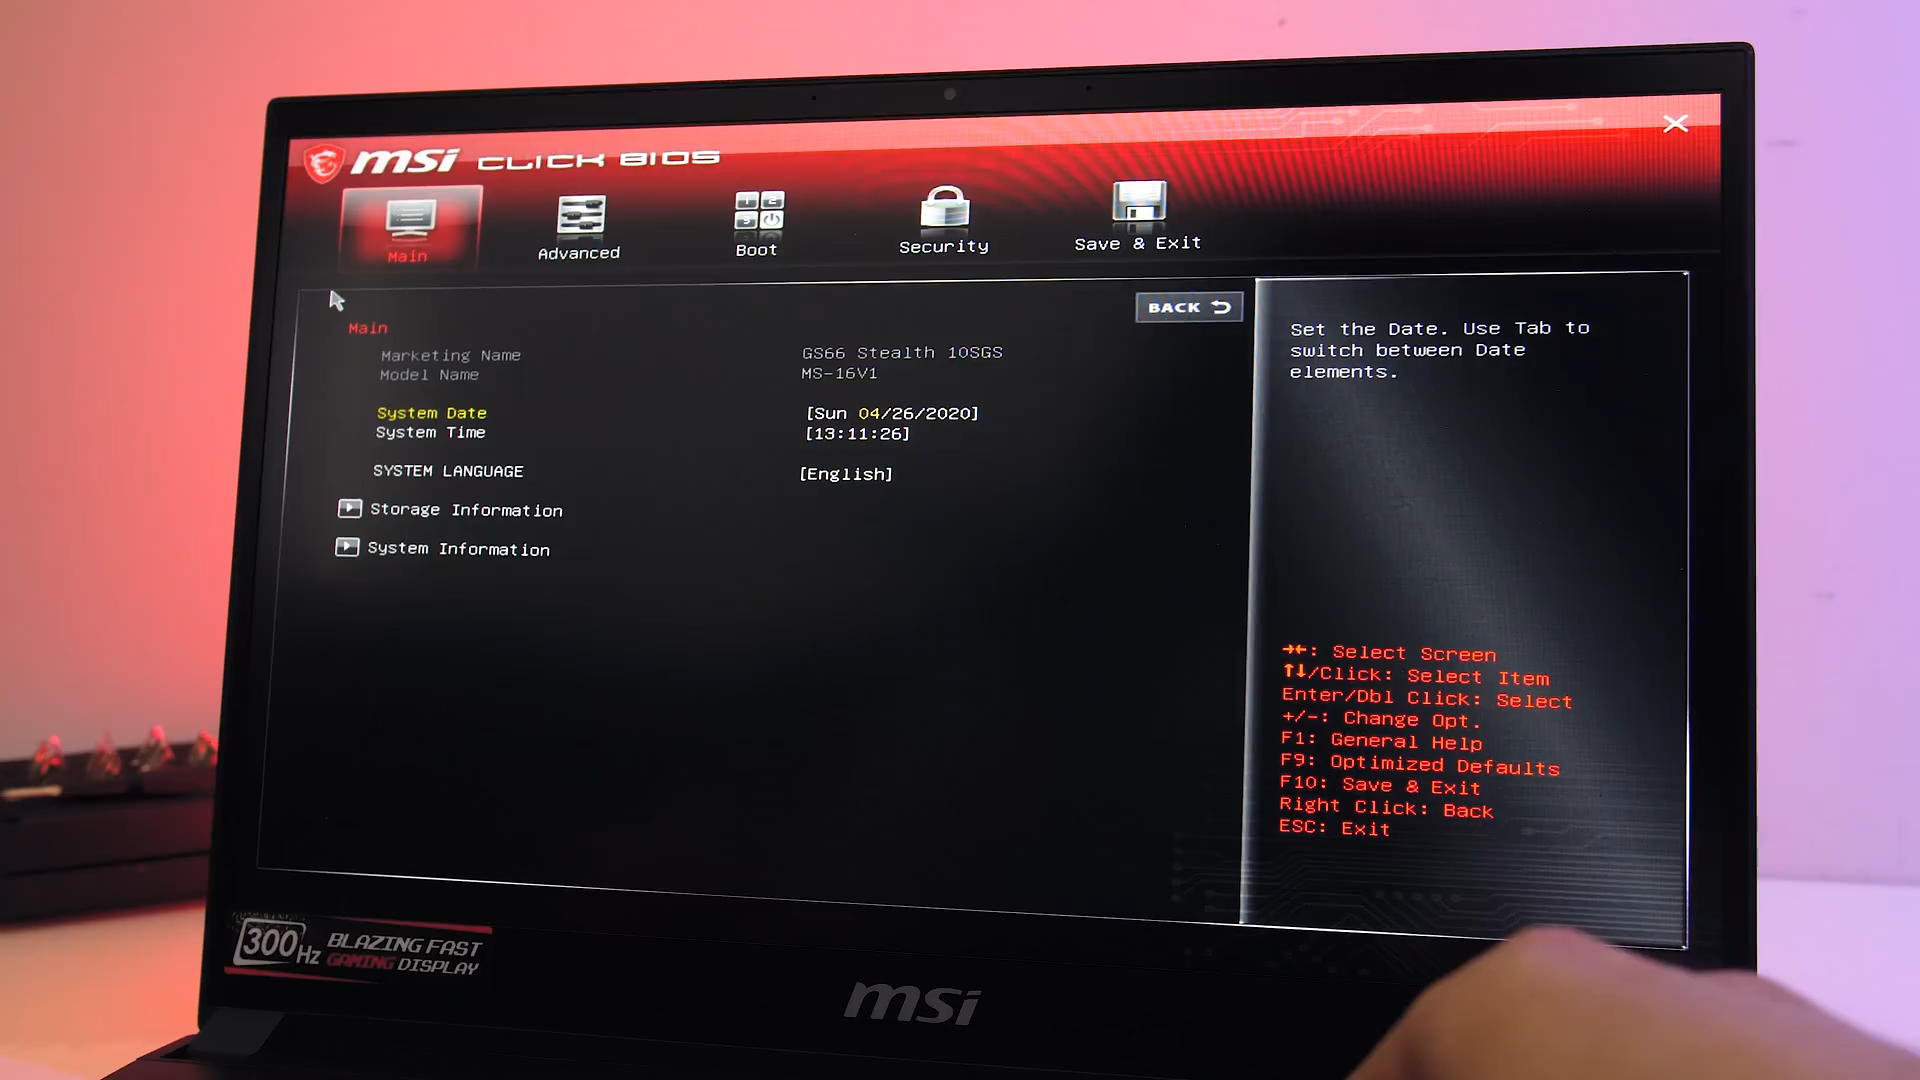 msi CLICK BIOS
Main
Advanced
1 2
3
Boot
Security
Save & Exit
BACK
Main
Marketing Name GS66 Stealth 10SGS
Model Name MS-16V1
System Date [Sun 04/26/2020]
System Time [13:11:26]
SYSTEM LANGUAGE [English]
Storage Information
System Information
Set the Date. Use Tab to
switch between Date
elements.
→←: Select Screen
↑↓/Click: Select Item
Enter/Dbl Click: Select
+/-: Change Opt.
F1: General Help
F9: Optimized Defaults
F10: Save & Exit
Right Click: Back
ESC: Exit
300Hz BLAZING FAST
GAMING DISPLAY
msi